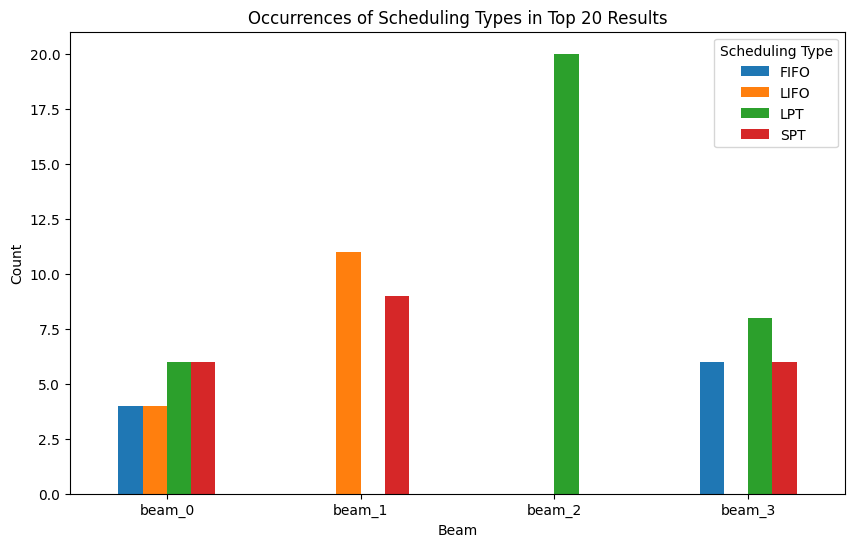 Occurrences of Scheduling Types in Top 20 Results
Scheduling Type
FIFO
LIFO
LPT
SPT
Count
20.0
17.5
15.0
12.5
10.0
7.5
5.0
2.5
0.0
beam_0
beam_1
beam_2
beam_3
Beam